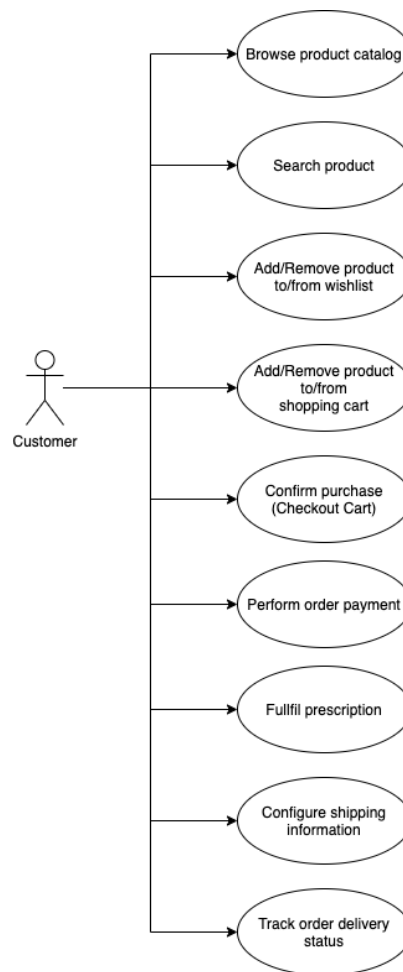 Browse product catalog
Search product
Add/Remove product
to/from wishlist
Add/Remove product
to/from
shopping cart
Customer
Confirm purchase
(Checkout Cart)
Perform order payment
Fullfil prescription
Configure shipping
information
Track order delivery
status